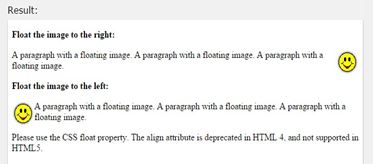 Result:
Float the image to the right:
A paragraph with a floating image. A paragraph with a floating image. A paragraph with a
floating image.
Float the image to the left:
A paragraph with a floating image. A paragraph with a floating image. A paragraph with a
floating image.
Please use the CSS float property. The align attribute is deprecated in HTML 4, and not supported in
HTML5.